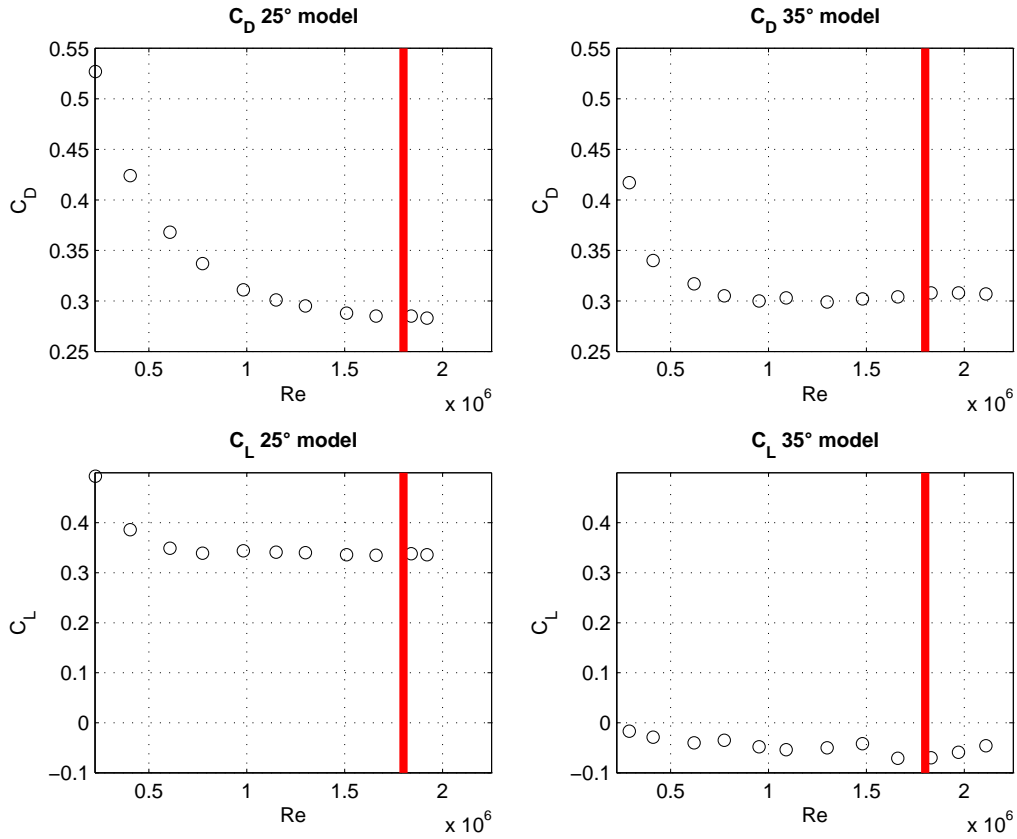 C_D 25° model
0.55
0.5
0.45
0.4
0.35
0.3
0.25
C_D
0.5
1
1.5
2
Re
x 10^6
C_D 35° model
0.55
0.5
0.45
0.4
0.35
0.3
0.25
C_D
0.5
1
1.5
2
Re
x 10^6
C_L 25° model
0.4
0.3
0.2
0.1
0
−0.1
C_L
0.5
1
1.5
2
Re
x 10^6
C_L 35° model
0.4
0.3
0.2
0.1
0
−0.1
C_L
0.5
1
1.5
2
Re
x 10^6